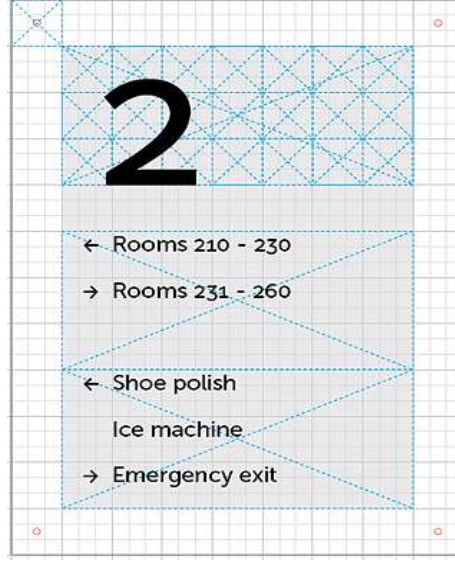 2
← Rooms 210 - 230
→ Rooms 231 - 260
← Shoe polish
Ice machine
→ Emergency exit